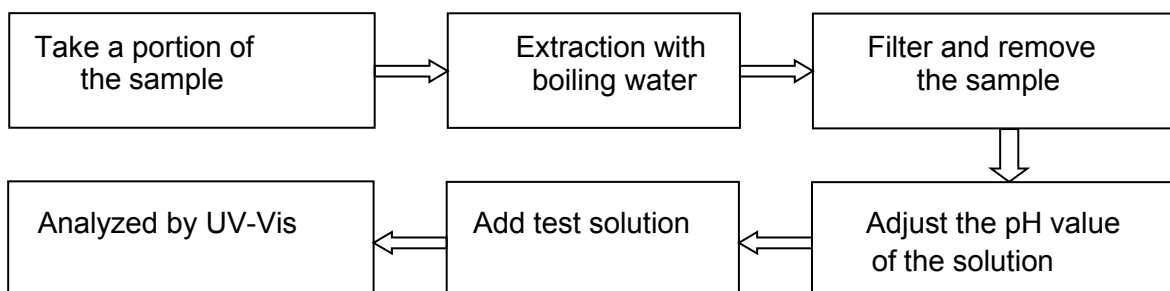 Take a portion of
the sample
Extraction with
boiling water
Filter and remove
the sample
Adjust the pH value
of the solution
Add test solution
Analyzed by UV-Vis